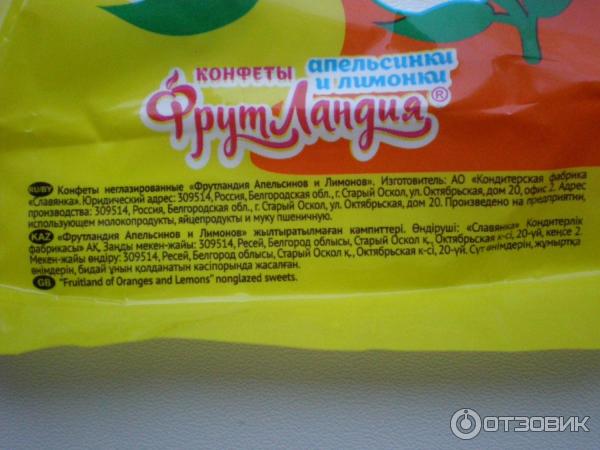 КОНФЕТЫ апельсинки
и лимонки
ФрутЛандия®
RU/BY Конфеты неглазированные «Фрутландия Апельсинов и Лимонов». Изготовитель: АО «Кондитерская фабрика
«Славянка». Юридический адрес: 309514, Россия, Белгородская обл., г. Старый Оскол, ул. Октябрьская, дом 20, офис 2. Адрес
производства: 309514, Россия, Белгородская обл., г. Старый Оскол, ул. Октябрьская, дом 20. Произведено на предприятии,
использующем молокопродукты, яйцепродукты и муку пшеничную.
KAZ «Фрутландия Апельсинов и Лимонов» жылтыратылмаған кәмпиттері. Өндіруші: «Славянка» Кондитерлік
фабрикасы» АҚ, Заңды мекен-жайы: 309514, Ресей, Белгород облысы, Старый Оскол қ., Октябрьская к-сі, 20-үй, кеңсе 2.
Мекен-жайы өндіру: 309514, Ресей, Белгород облысы, Старый Оскол қ., Октябрьская к-сі, 20-үй. Сүт өнімдерін, жұмыртқа
өнімдерін, бидай ұнын қолданатын кәсіпорында жасалған.
GB "Fruitland of Oranges and Lemons" nonglazed sweets.
ОТЗОВИК